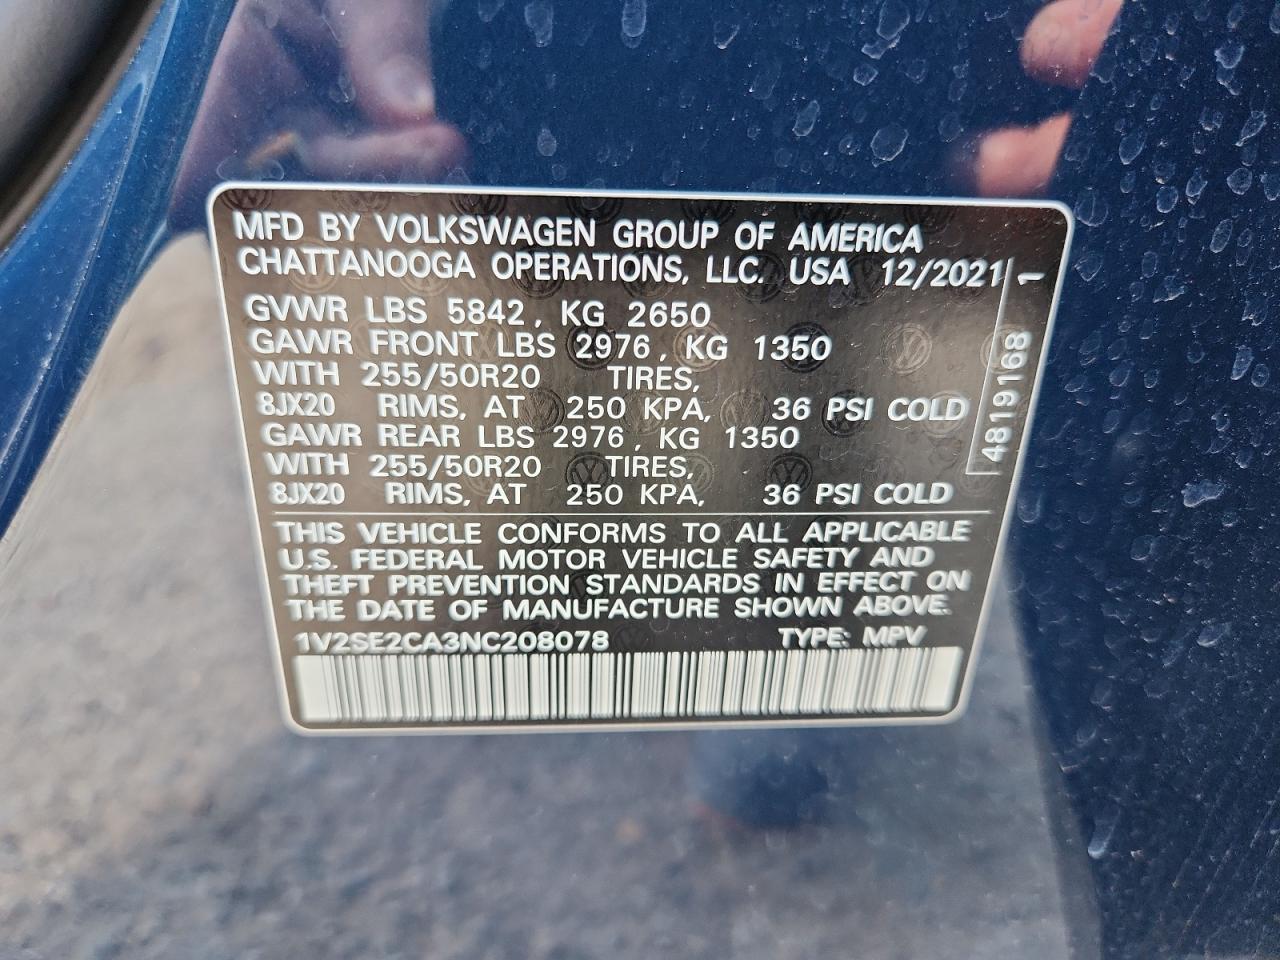 MFD BY VOLKSWAGEN GROUP OF AMERICA
CHATTANOOGA OPERATIONS, LLC. USA 12/2021
GVWR LBS 5842, KG 2650
GAWR FRONT LBS 2976, KG 1350
WITH 255/50R20 TIRES,
8JX20 RIMS, AT 250 KPA, 36 PSI COLD
GAWR REAR LBS 2976, KG 1350
WITH 255/50R20 TIRES,
8JX20 RIMS, AT 250 KPA, 36 PSI COLD
4819168 1
THIS VEHICLE CONFORMS TO ALL APPLICABLE
U.S. FEDERAL MOTOR VEHICLE SAFETY AND
THEFT PREVENTION STANDARDS IN EFFECT ON
THE DATE OF MANUFACTURE SHOWN ABOVE.
1V2SE2CA3NC208078 TYPE: MPV